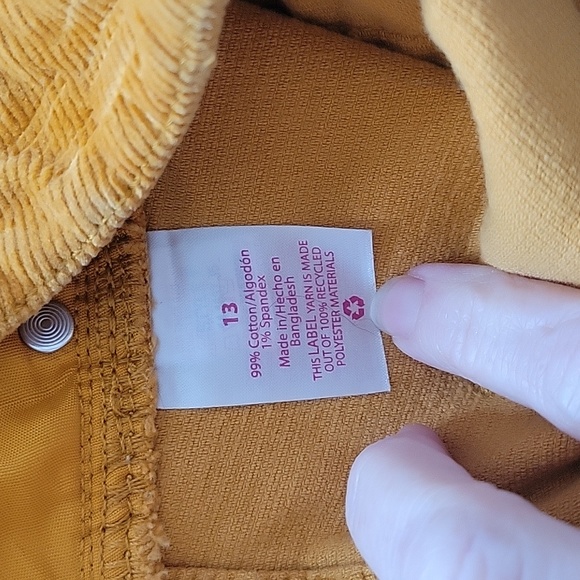 13
99% Cotton/Algodón
1% Spandex
Made in/Hecho en
Bangladesh
THIS LABEL YARN IS MADE
OUT OF 100% RECYCLED
POLYESTER MATERIALS